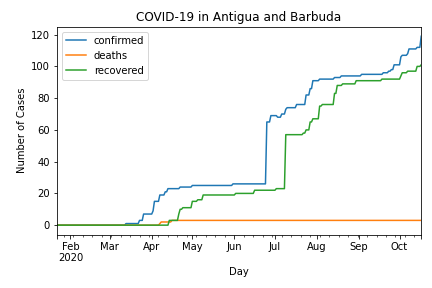 COVID-19 in Antigua and Barbuda
120
100
80
60
40
20
0
Number of Cases
confirmed
deaths
recovered
Feb Mar Apr May Jun Jul Aug Sep Oct
2020
Day